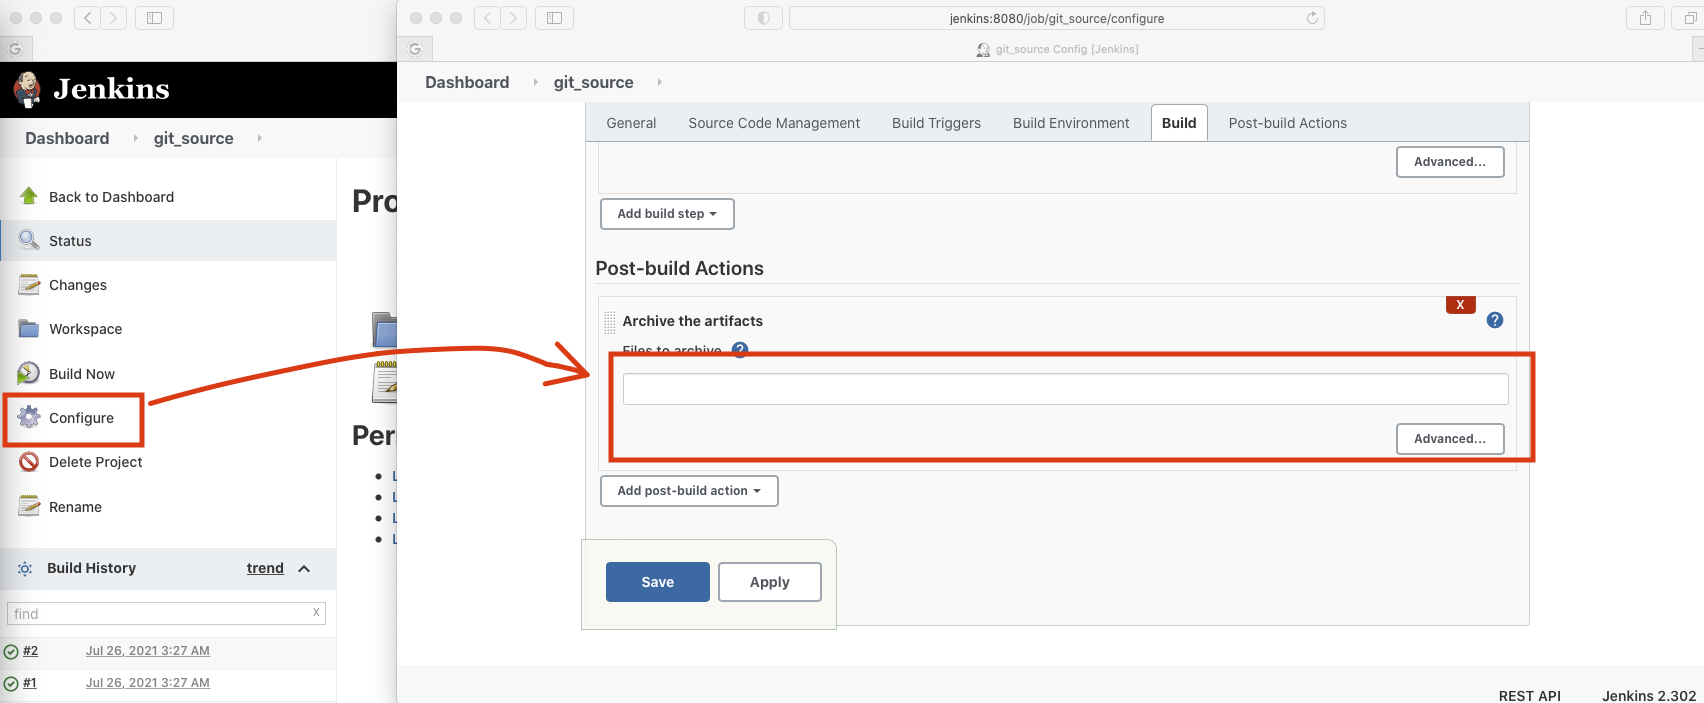 G
Jenkins
Dashboard
git_source
Back to Dashboard
Status
Changes
Workspace
Build Now
Configure
Delete Project
Rename
Build History
trend
find
X
#2
Jul 26, 2021 3:27 AM
#1
Jul 26, 2021 3:27 AM
Pro
Per
L
L
L
L
jenkins:8080/job/git_source/configure
G
git_source Config [Jenkins]
Dashboard
git_source
General Source Code Management Build Triggers Build Environment Build Post-build Actions
Advanced...
Add build step
Post-build Actions
X
Archive the artifacts
?
Files to archive ?
Advanced...
Add post-build action
Save Apply
REST API Jenkins 2.302